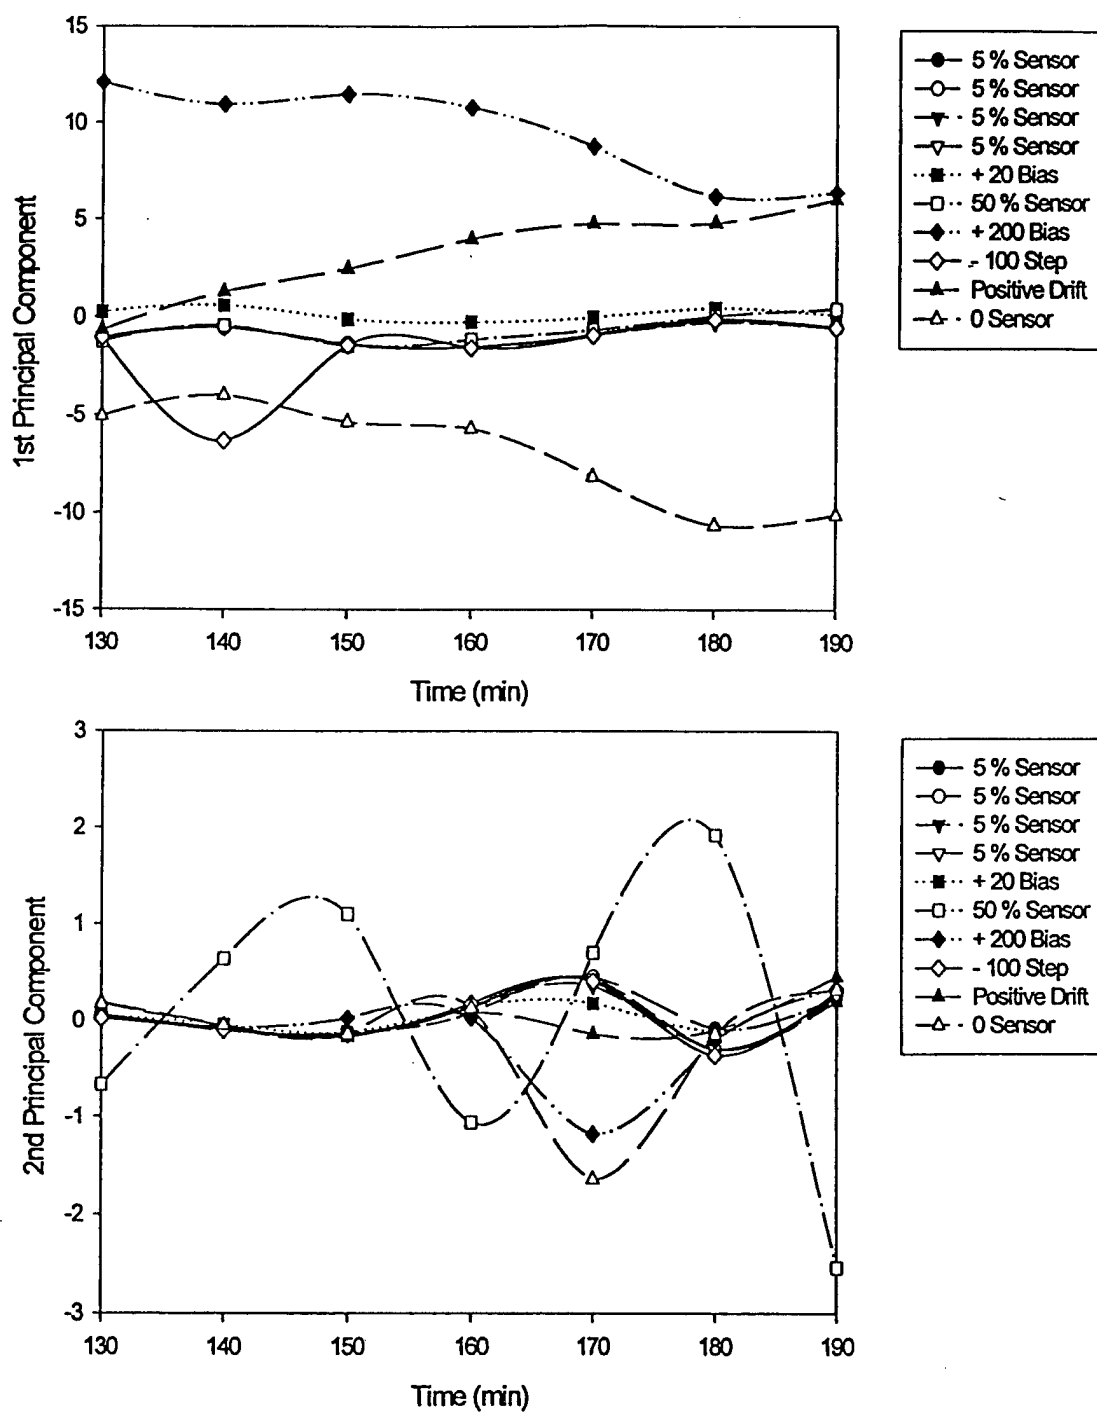 15
10
5
0
-5
-10
-15
1st Principal Component
130 140 150 160 170 180 190
Time (min)
5 % Sensor
5 % Sensor
5 % Sensor
5 % Sensor
+ 20 Bias
50 % Sensor
+ 200 Bias
- 100 Step
Positive Drift
0 Sensor
3
2
1
0
-1
-2
-3
2nd Principal Component
130 140 150 160 170 180 190
Time (min)
5 % Sensor
5 % Sensor
5 % Sensor
5 % Sensor
+ 20 Bias
50 % Sensor
+ 200 Bias
- 100 Step
Positive Drift
0 Sensor